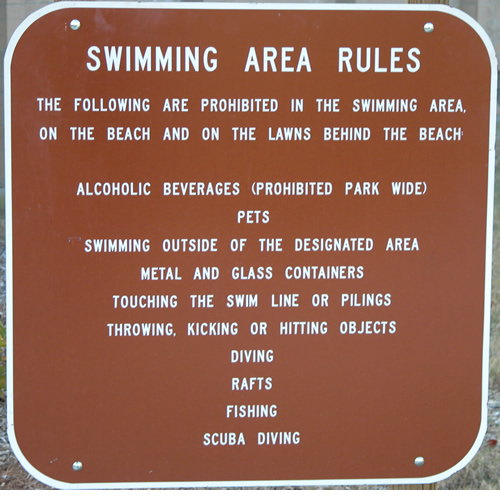 SWIMMING AREA RULES
THE FOLLOWING ARE PROHIBITED IN THE SWIMMING AREA,
ON THE BEACH AND ON THE LAWNS BEHIND THE BEACH:
ALCOHOLIC BEVERAGES (PROHIBITED PARK WIDE)
PETS
SWIMMING OUTSIDE OF THE DESIGNATED AREA
METAL AND GLASS CONTAINERS
TOUCHING THE SWIM LINE OR PILINGS
THROWING, KICKING OR HITTING OBJECTS
DIVING
RAFTS
FISHING
SCUBA DIVING